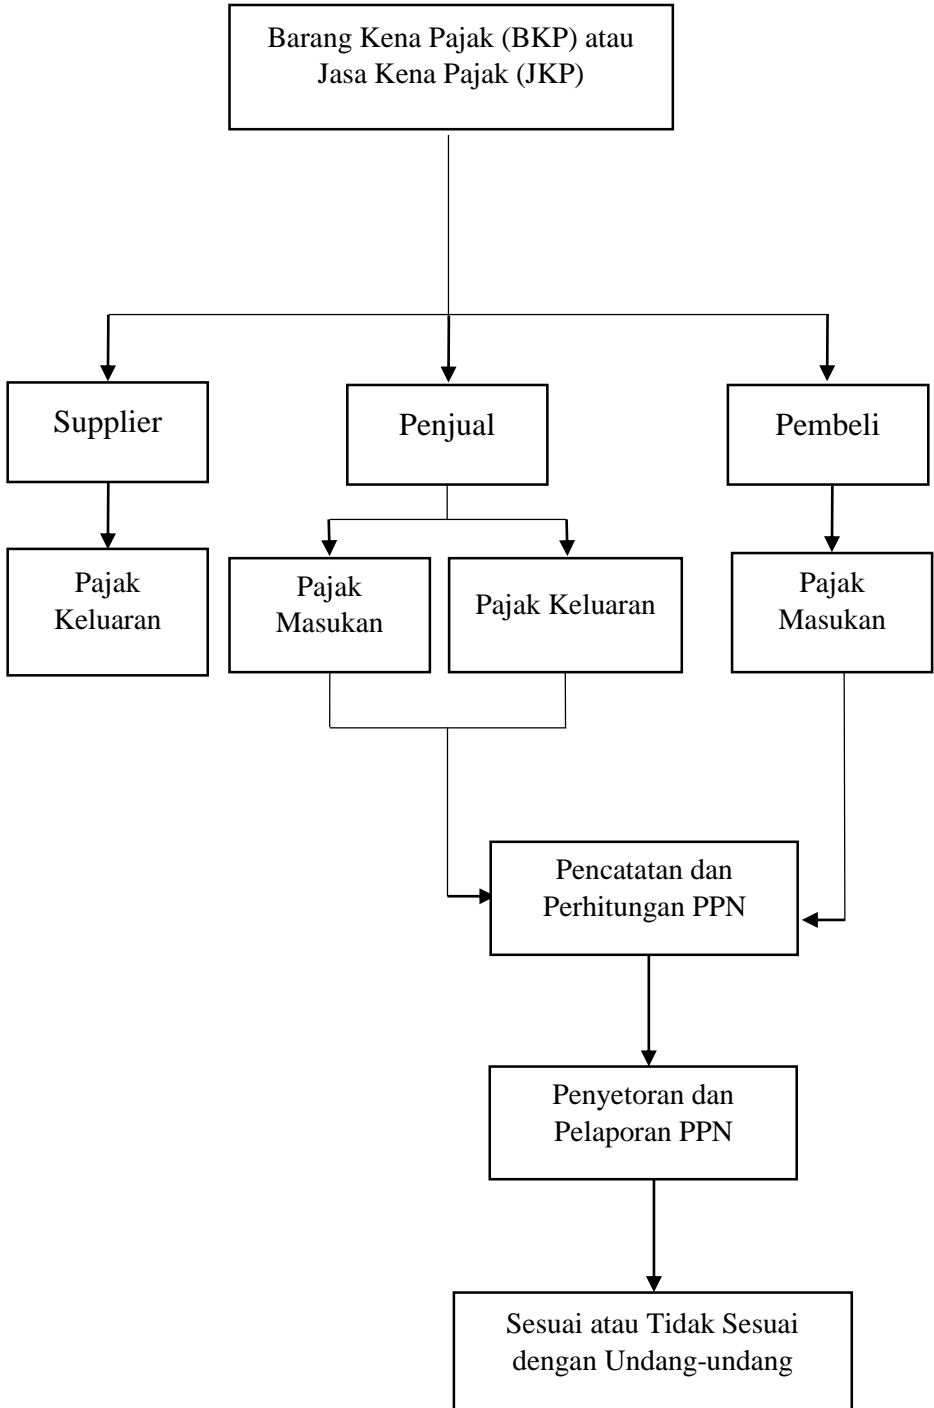 Barang Kena Pajak (BKP) atau
Jasa Kena Pajak (JKP)
Supplier
Penjual
Pembeli
Pajak
Keluaran
Pajak
Masukan
Pajak Keluaran
Pajak
Masukan
Pencatatan dan
Perhitungan PPN
Penyetoran dan
Pelaporan PPN
Sesuai atau Tidak Sesuai
dengan Undang-undang